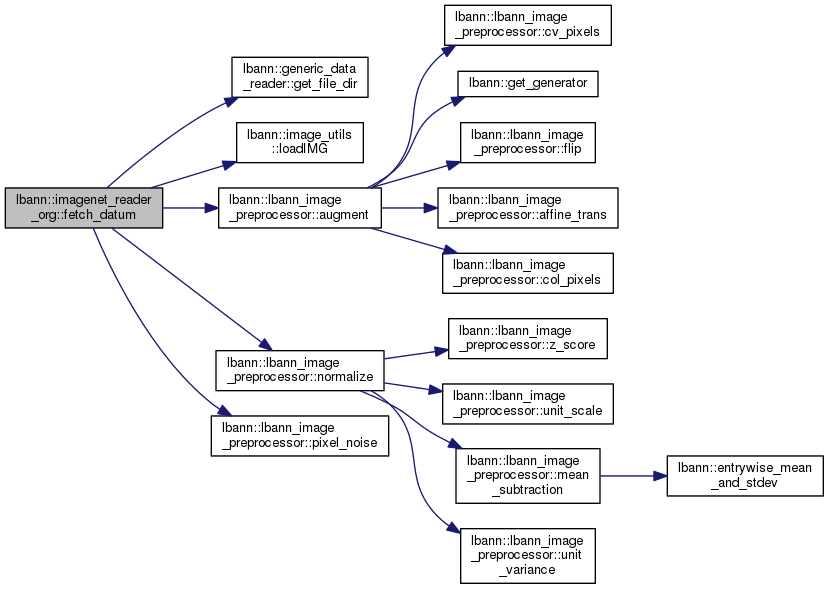 lbann::imagenet_reader
_org::fetch_datum
lbann::generic_data
_reader::get_file_dir
lbann::image_utils
::loadIMG
lbann::lbann_image
_preprocessor::augment
lbann::lbann_image
_preprocessor::normalize
lbann::lbann_image
_preprocessor::pixel_noise
lbann::lbann_image
_preprocessor::cv_pixels
lbann::get_generator
lbann::lbann_image
_preprocessor::flip
lbann::lbann_image
_preprocessor::affine_trans
lbann::lbann_image
_preprocessor::col_pixels
lbann::lbann_image
_preprocessor::z_score
lbann::lbann_image
_preprocessor::unit_scale
lbann::lbann_image
_preprocessor::mean
_subtraction
lbann::lbann_image
_preprocessor::unit
_variance
lbann::entrywise_mean
_and_stdev